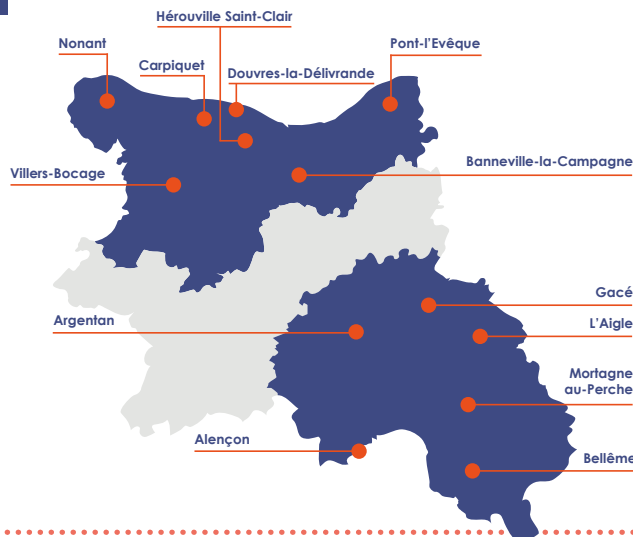 Hérouville Saint-Clair
Nonant
Pont-l'Evêque
Carpiquet
Douvres-la-Délivrande
Banneville-la-Campagne
Villers-Bocage
Gacé
Argentan
L'Aigle
Mortagne
au-Perche
Alençon
Bellême